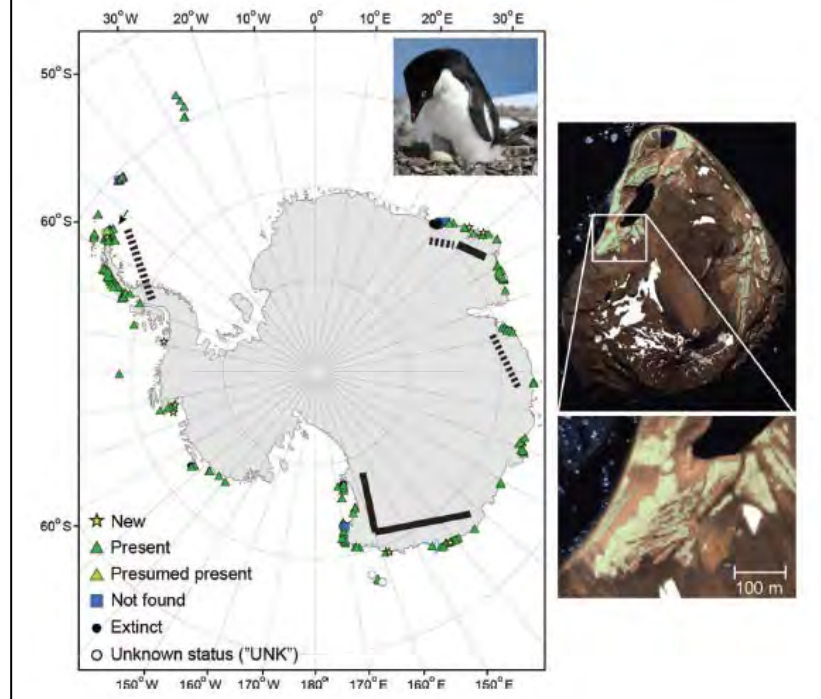 30°W 20°W 10°W 0° 10°E 20°E 30°E
50°S
60°S
60°S
New
Present
Presumed present
Not found
Extinct
Unknown status ("UNK")
150°W 160°W 170°W 180° 170°E 160°E 150°E
100 m